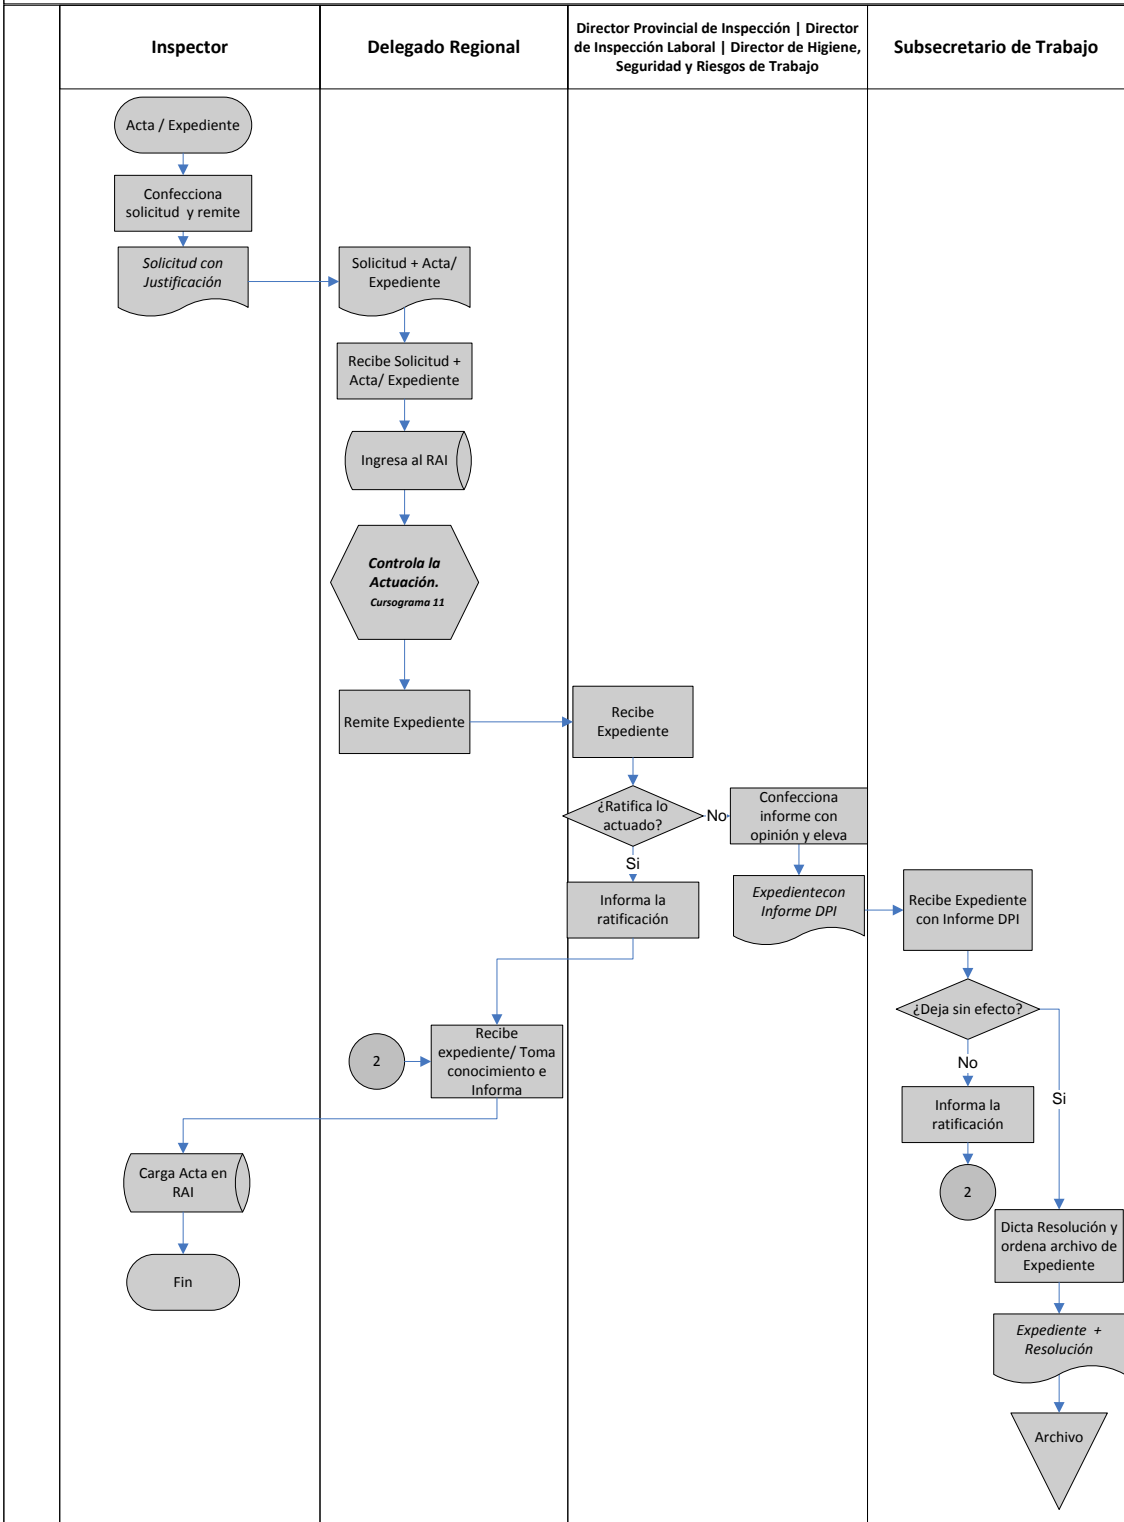 Inspector
Delegado Regional
Director Provincial de Inspección | Director
de Inspección Laboral | Director de Higiene,
Seguridad y Riesgos de Trabajo
Subsecretario de Trabajo
Acta / Expediente
Confecciona
solicitud y remite
Solicitud con
Justificación
Solicitud + Acta/
Expediente
Recibe Solicitud +
Acta/ Expediente
Ingresa al RAI
Controla la
Actuación.
Cursograma 11
Remite Expediente
Recibe
Expediente
¿Ratifica lo
actuado?
No
Confecciona
informe con
opinión y eleva
Si
Informa la
ratificación
Expedientecon
Informe DPI
Recibe Expediente
con Informe DPI
¿Deja sin efecto?
No
Si
Informa la
ratificación
2
2
Recibe
expediente/ Toma
conocimiento e
Informa
Carga Acta en
RAI
Fin
Dicta Resolución y
ordena archivo de
Expediente
Expediente +
Resolución
Archivo